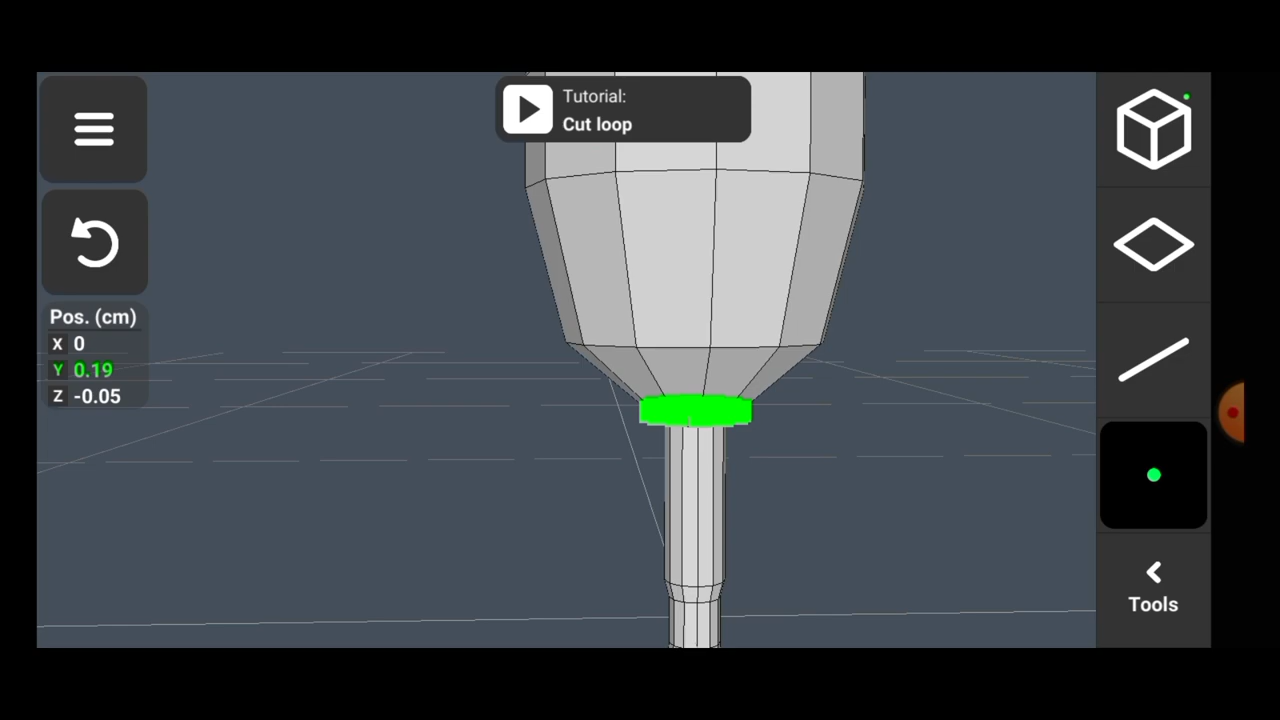 Tutorial:
Cut loop
Pos. (cm)
X 0
Y 0.19
Z -0.05
Tools